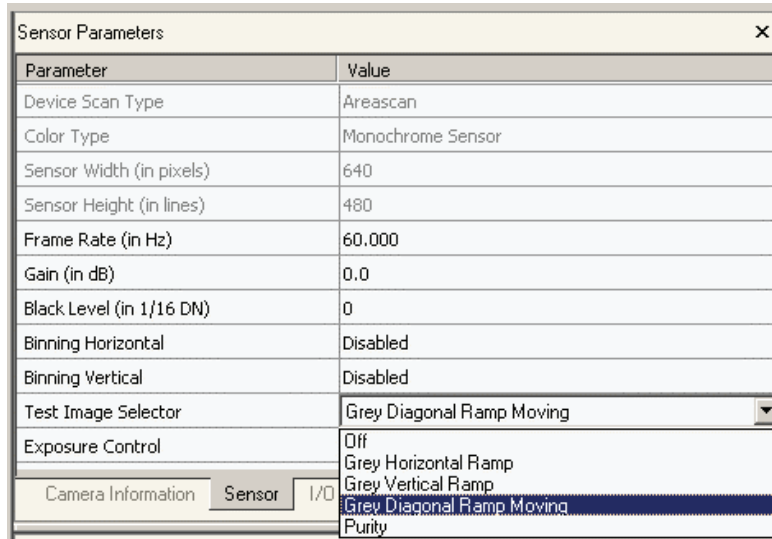 Sensor Parameters
Parameter Value
Device Scan Type Areascan
Color Type Monochrome Sensor
Sensor Width (in pixels) 640
Sensor Height (in lines) 480
Frame Rate (in Hz) 60.000
Gain (in dB) 0.0
Black Level (in 1/16 DN) 0
Binning Horizontal Disabled
Binning Vertical Disabled
Test Image Selector Grey Diagonal Ramp Moving
Exposure Control Off
Grey Horizontal Ramp
Grey Vertical Ramp
Grey Diagonal Ramp Moving
Purity
Camera Information Sensor I/O